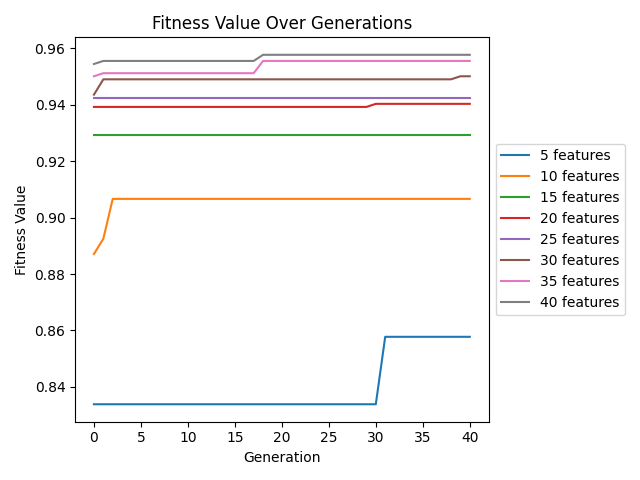 Fitness Value Over Generations
Fitness Value
0.96
0.94
0.92
0.90
0.88
0.86
0.84
0 5 10 15 20 25 30 35 40
Generation
5 features
10 features
15 features
20 features
25 features
30 features
35 features
40 features